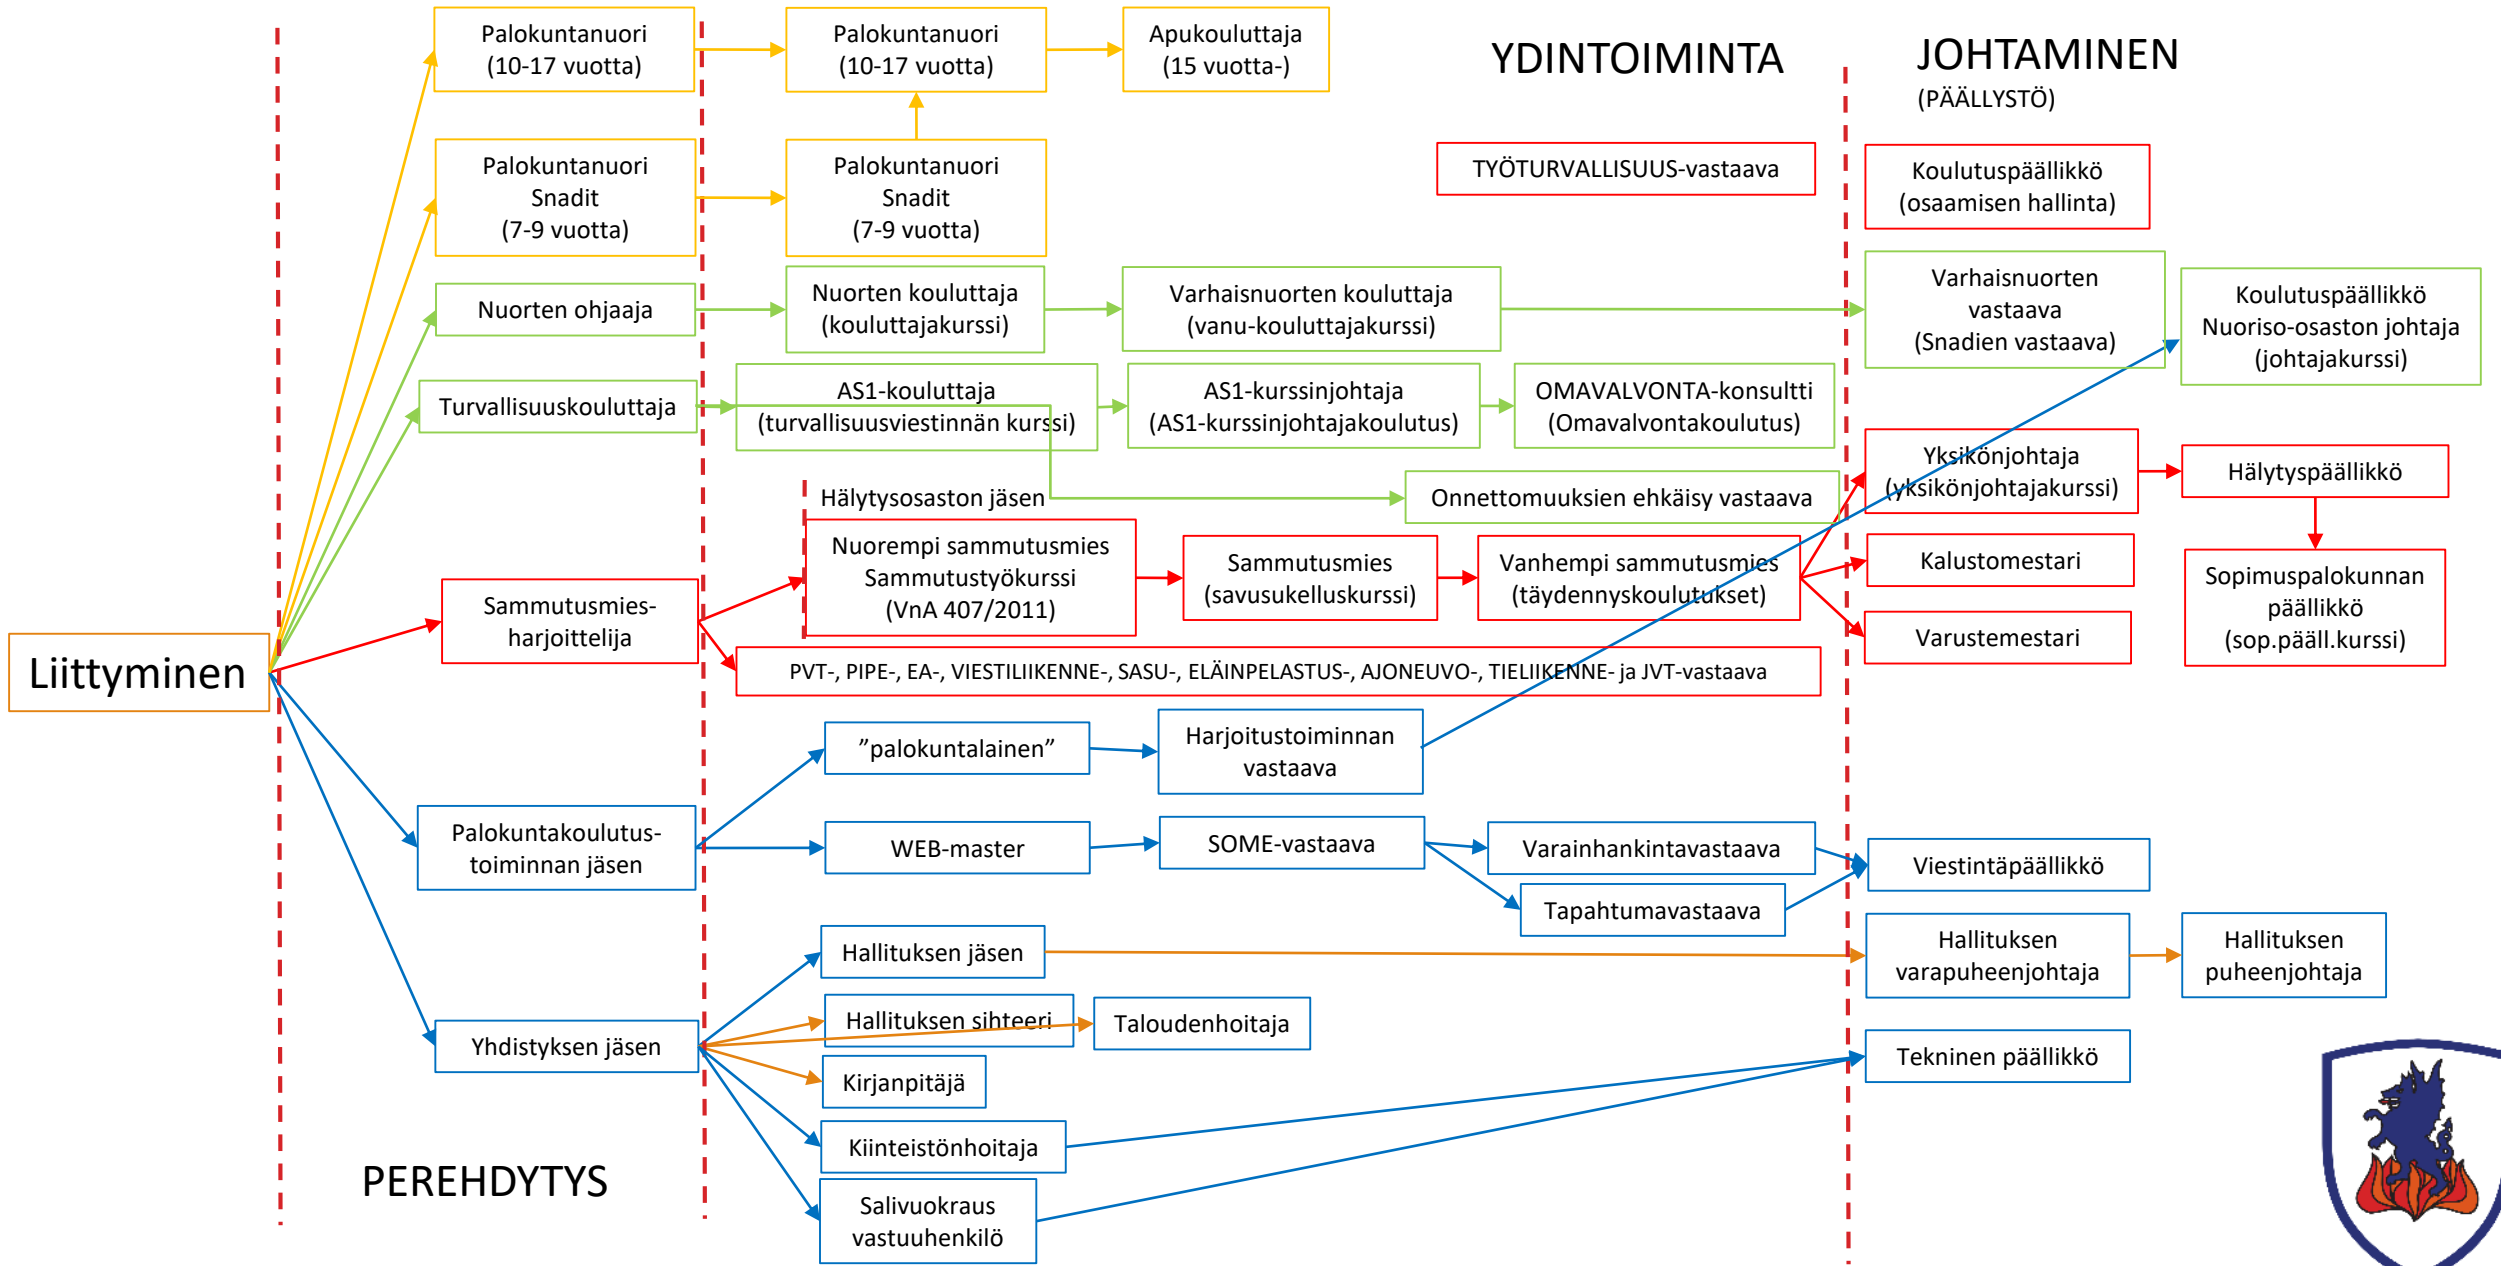 Palokuntanuori
(10-17 vuotta)
Palokuntanuori
(10-17 vuotta)
Apukouluttaja
(15 vuotta-)
YDINTOIMINTA
JOHTAMINEN
(PÄÄLLYSTÖ)
Palokuntanuori
Snadit
(7-9 vuotta)
Palokuntanuori
Snadit
(7-9 vuotta)
TYÖTURVALLISUUS-vastaava
Koulutuspäällikkö
(osaamisen hallinta)
Nuorten ohjaaja
Nuorten kouluttaja
(kouluttajakurssi)
Varhaisnuorten kouluttaja
(vanu-kouluttajakurssi)
Varhaisnuorten
vastaava
(Snadien vastaava)
Koulutuspäällikkö
Nuoriso-osaston johtaja
(johtajakurssi)
Turvallisuuskouluttaja
AS1-kouluttaja
(turvallisuusviestinnän kurssi)
AS1-kurssinjohtaja
(AS1-kurssinjohtajakoulutus)
OMAVALVONTA-konsultti
(Omavalvontakoulutus)
Onnettomuuksien ehkäisy vastaava
Yksikönjohtaja
(yksikönjohtajakurssi)
Hälytyspäällikkö
Hälytysosaston jäsen
Sammutusmies-
harjoittelija
Nuorempi sammutusmies
Sammutustyökurssi
(VnA 407/2011)
Sammutusmies
(savusukelluskurssi)
Vanhempi sammutusmies
(täydennyskoulutukset)
Kalustomestari
Varustemestari
Sopimuspalokunnan
päällikkö
(sop.pääll.kurssi)
Liittyminen
PVT-, PIPE-, EA-, VIESTILIIKENNE-, SASU-, ELÄINPELASTUS-, AJONEUVO-, TIELIIKENNE- ja JVT-vastaava
”palokuntalainen”
Harjoitustoiminnan
vastaava
Palokuntakoulutus-
toiminnan jäsen
WEB-master
SOME-vastaava
Varainhankintavastaava
Tapahtumavastaava
Viestintäpäällikkö
Hallituksen jäsen
Hallituksen
varapuheenjohtaja
Hallituksen
puheenjohtaja
Yhdistyksen jäsen
Hallituksen sihteeri
Taloudenhoitaja
Kirjanpitäjä
Tekninen päällikkö
Kiinteistönhoitaja
Salivuokraus
vastuuhenkilö
PEREHDYTYS